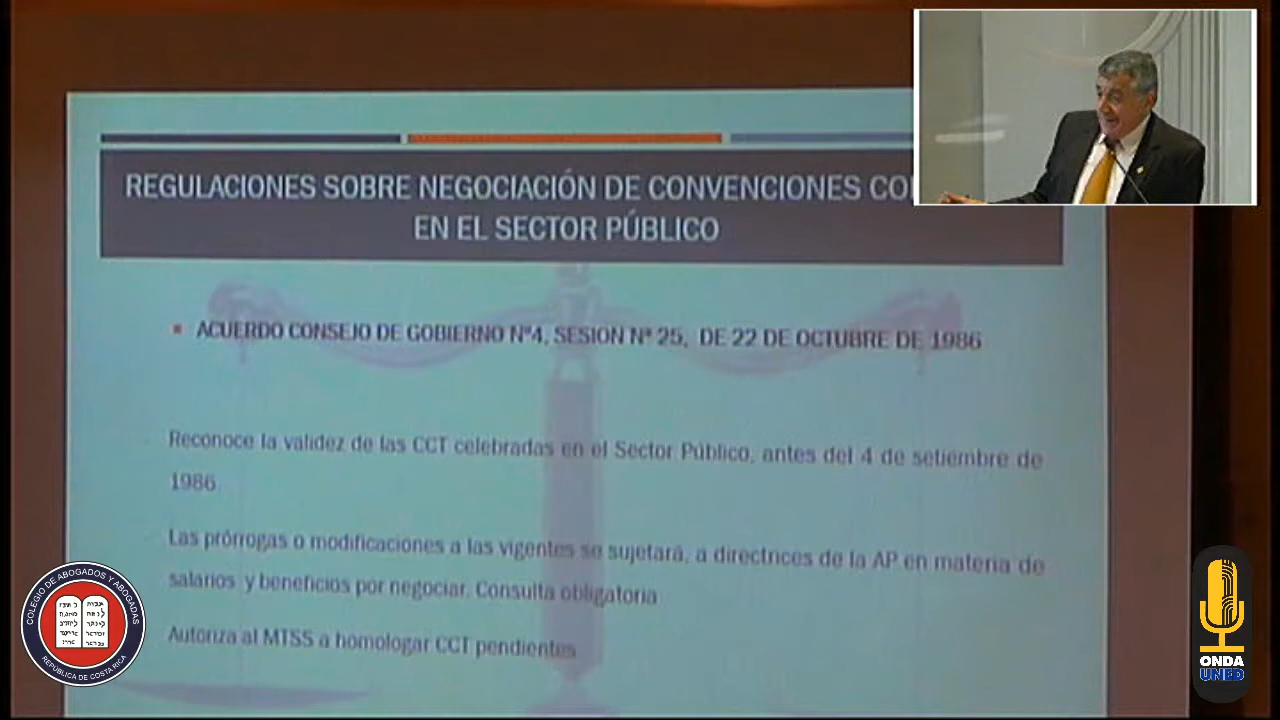 REGULACIONES SOBRE NEGOCIACIÓN DE CONVENCIONES
EN EL SECTOR PÚBLICO
ACUERDO CONSEJO DE GOBIERNO Nº4, SESION Nº 25, DE 22 DE OCTUBRE DE 1986
Reconoce la validez de las CCT celebradas en el Sector Público, antes del 4 de setiembre de
1986.
Las prórrogas o modificaciones a las vigentes se sujetará, a directrices de la AP en materia de
salarios y beneficios por negociar. Consulta obligatoria
Autoriza al MTSS a homologar CCT pendientes
COLEGIO DE ABOGADOS Y ABOGADAS
REPÚBLICA DE COSTA RICA
ONDA
UNED